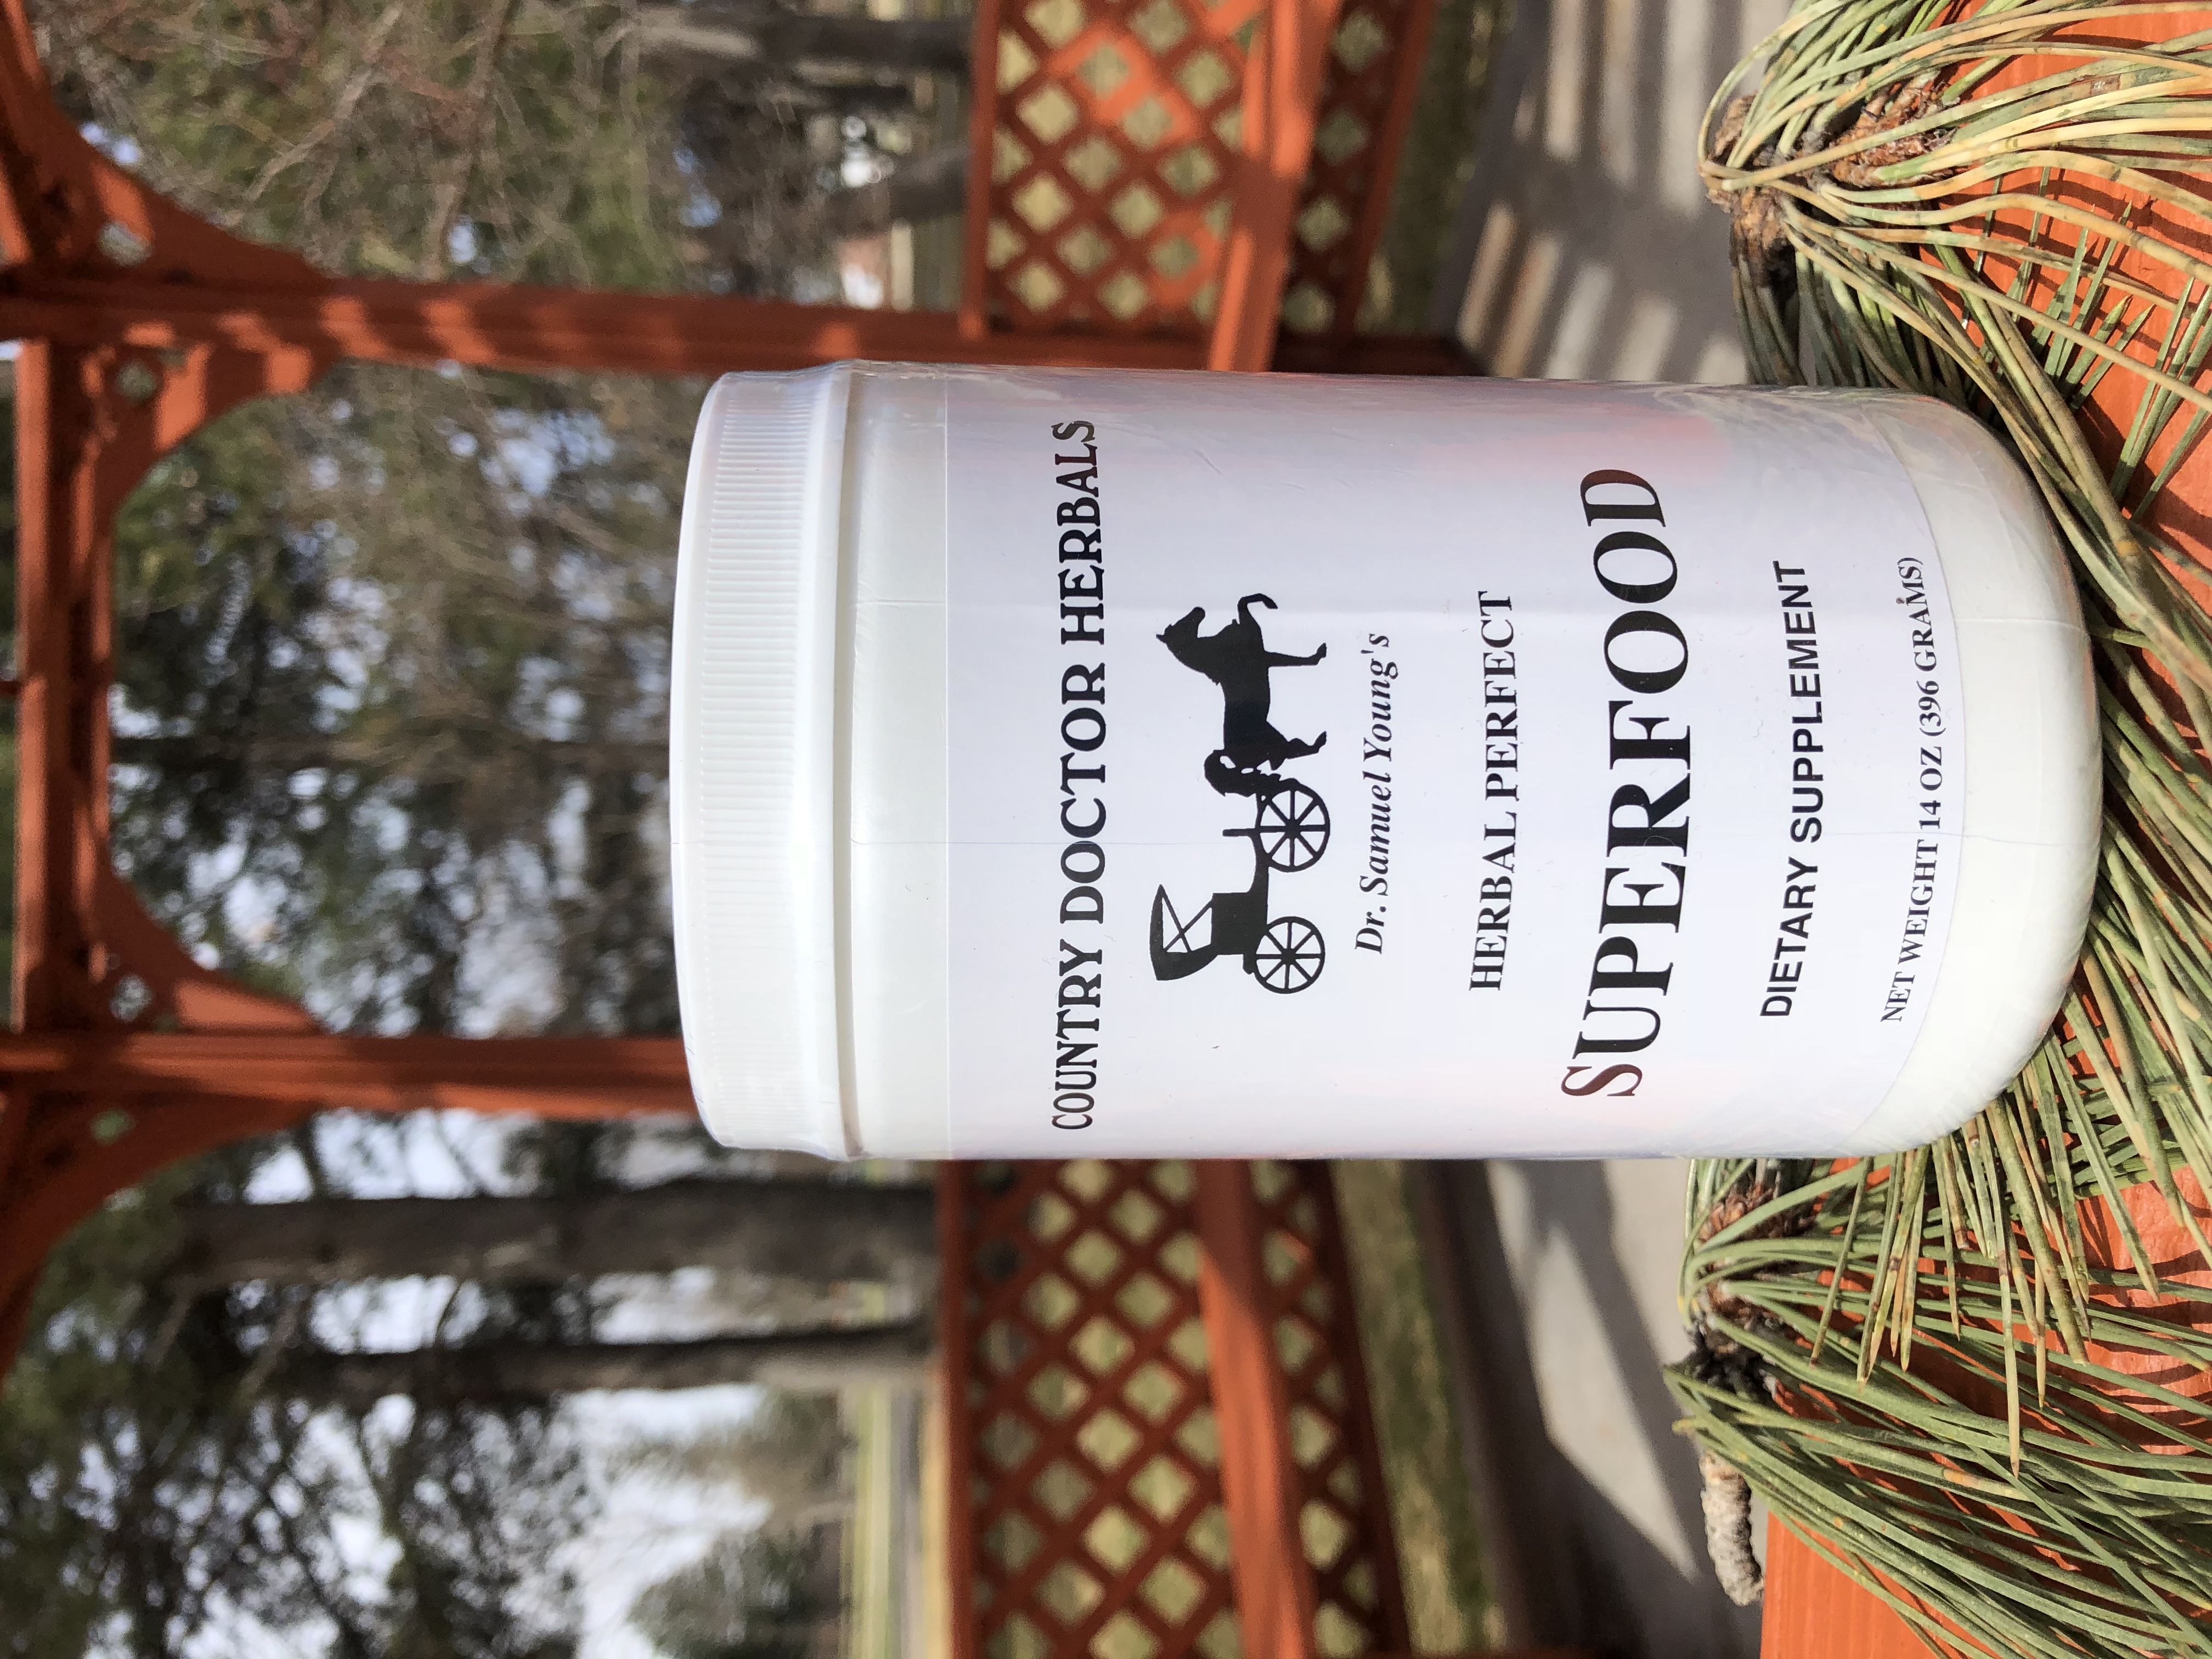 COUNTRY DOCTOR HERBALS
Dr. Samuel Young's
HERBAL PERFECT
SUPERFOOD
DIETARY SUPPLEMENT
NET WEIGHT 14 OZ (396 GRAMS)